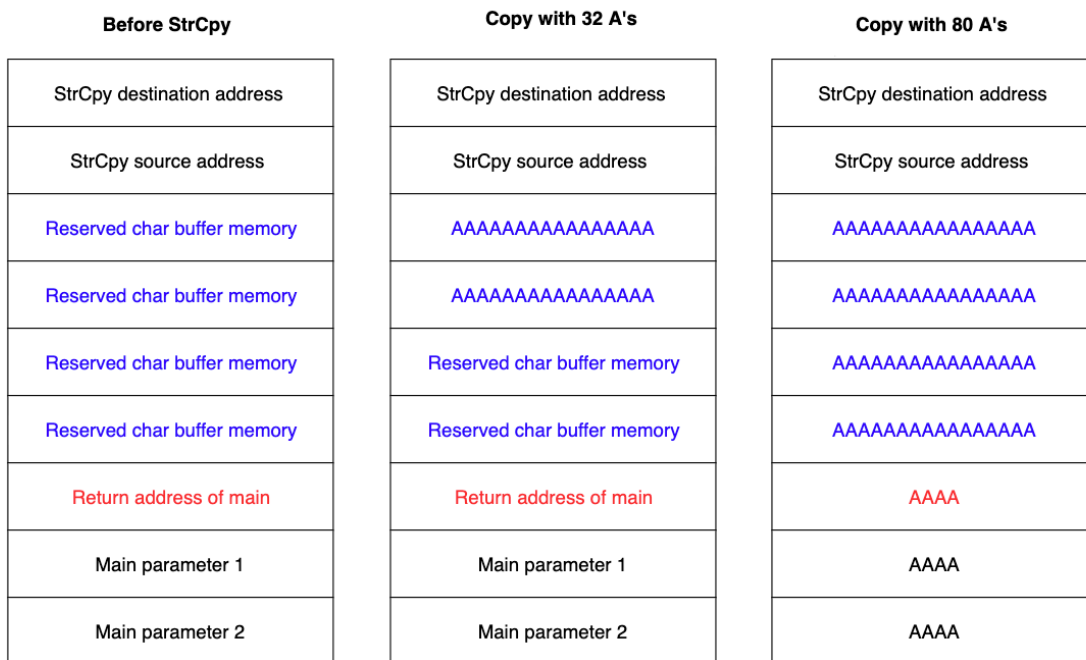 Before StrCpy
Copy with 32 A's
Copy with 80 A's
StrCpy destination address
StrCpy destination address
StrCpy destination address
StrCpy source address
StrCpy source address
StrCpy source address
Reserved char buffer memory
AAAAAAAAAAAAAAAA
AAAAAAAAAAAAAAAA
Reserved char buffer memory
AAAAAAAAAAAAAAAA
AAAAAAAAAAAAAAAA
Reserved char buffer memory
Reserved char buffer memory
AAAAAAAAAAAAAAAA
Reserved char buffer memory
Reserved char buffer memory
AAAAAAAAAAAAAAAA
Return address of main
Return address of main
AAAA
Main parameter 1
Main parameter 1
AAAA
Main parameter 2
Main parameter 2
AAAA